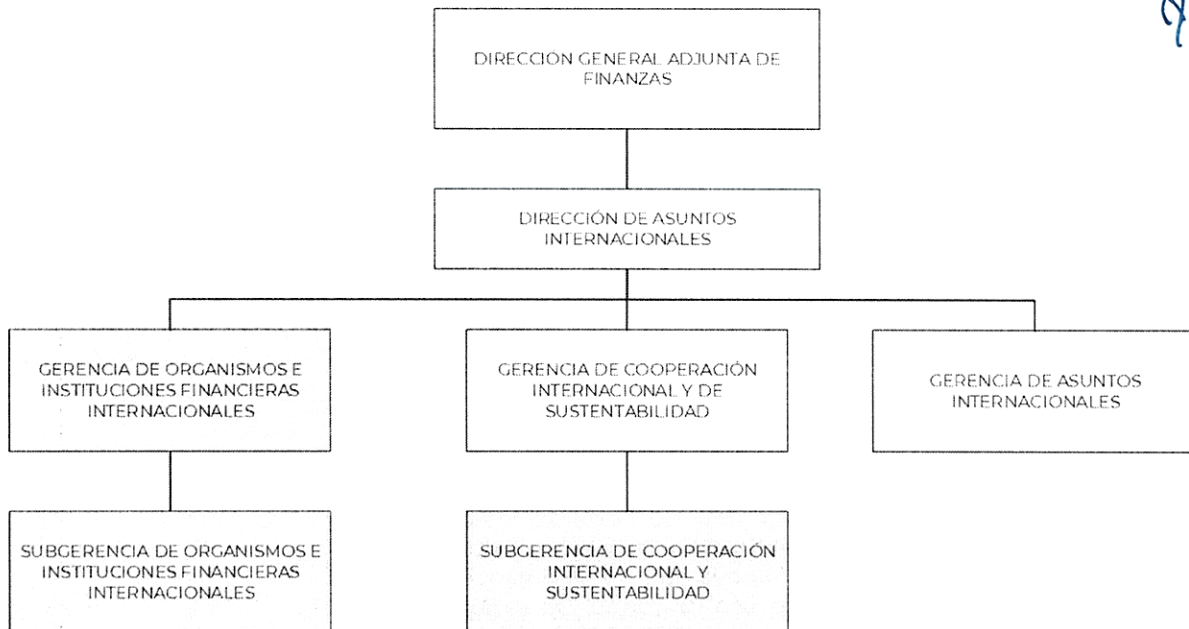 DIRECCIÓN GENERAL ADJUNTA DE
FINANZAS
DIRECCIÓN DE ASUNTOS
INTERNACIONALES
GERENCIA DE ORGANISMOS E
INSTITUCIONES FINANCIERAS
INTERNACIONALES
GERENCIA DE COOPERACIÓN
INTERNACIONAL Y DE
SUSTENTABILIDAD
GERENCIA DE ASUNTOS
INTERNACIONALES
SUBGERENCIA DE ORGANISMOS E
INSTITUCIONES FINANCIERAS
INTERNACIONALES
SUBGERENCIA DE COOPERACIÓN
INTERNACIONAL Y
SUSTENTABILIDAD